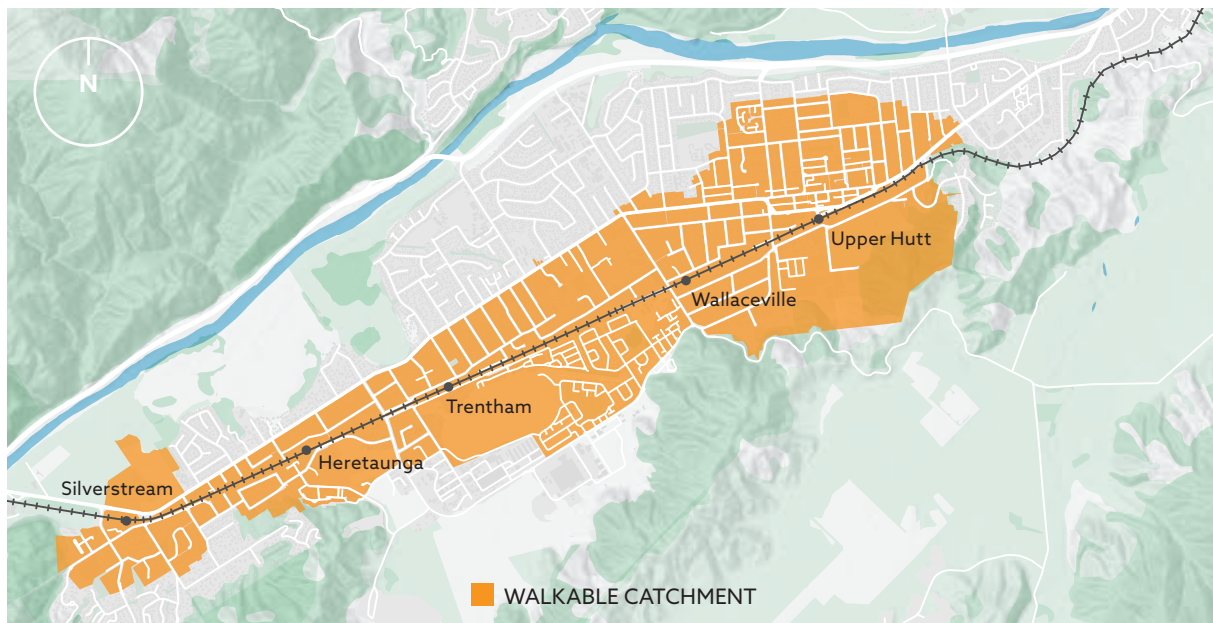 N
Upper Hutt
Wallaceville
Trentham
Heretaunga
Silverstream
WALKABLE CATCHMENT